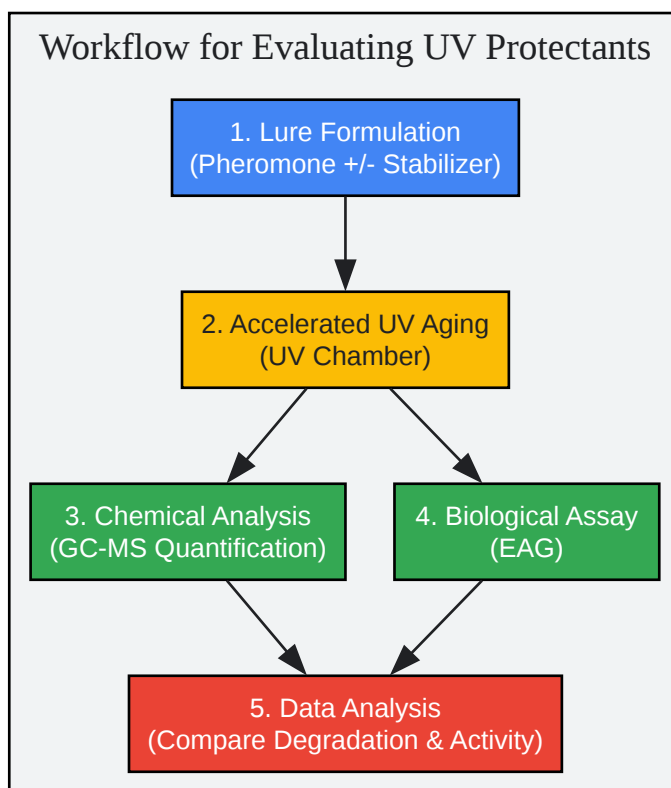 Workflow for Evaluating UV Protectants
1. Lure Formulation
(Pheromone +/- Stabilizer)
2. Accelerated UV Aging
(UV Chamber)
3. Chemical Analysis
(GC-MS Quantification)
4. Biological Assay
(EAG)
5. Data Analysis
(Compare Degradation & Activity)